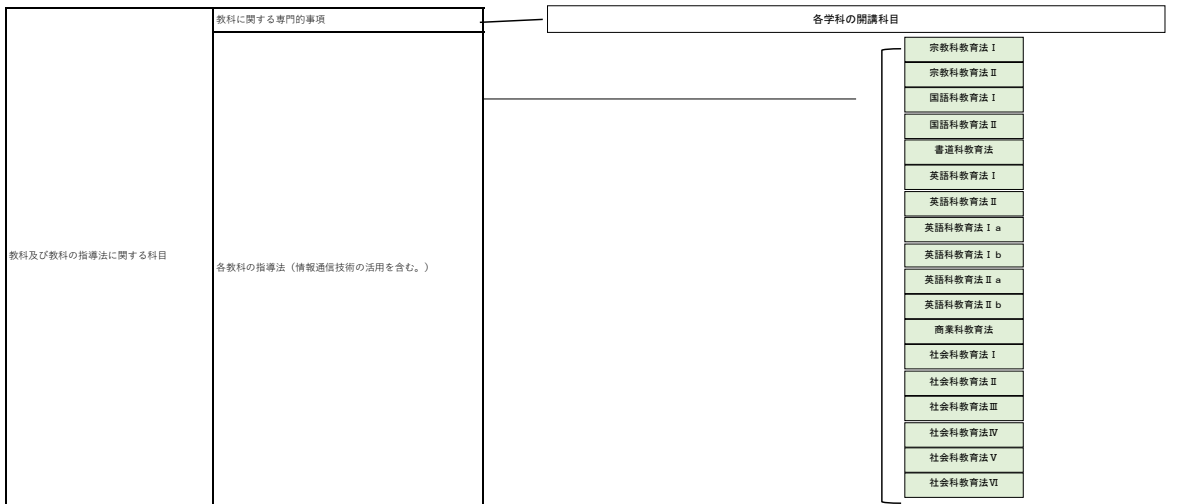 教科に関する専門的事項
各学科の開講科目
宗教科教育法Ⅰ
宗教科教育法Ⅱ
国語科教育法Ⅰ
国語科教育法Ⅱ
書道科教育法
英語科教育法Ⅰ
英語科教育法Ⅱ
英語科教育法Ⅰａ
教科及び教科の指導法に関する科目
各教科の指導法（情報通信技術の活用を含む。）
英語科教育法Ⅰｂ
英語科教育法Ⅱａ
英語科教育法Ⅱｂ
商業科教育法
社会科教育法Ⅰ
社会科教育法Ⅱ
社会科教育法Ⅲ
社会科教育法Ⅳ
社会科教育法Ⅴ
社会科教育法Ⅵ